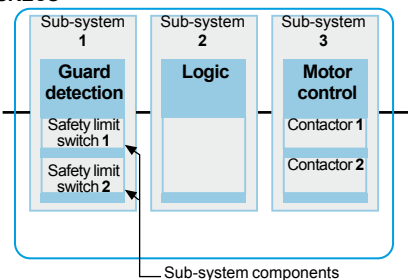 Sub-system
1
Guard
detection
Safety limit
switch 1
Safety limit
switch 2
Sub-system
2
Logic
Sub-system
3
Motor
control
Contactor 1
Contactor 2
Sub-system components